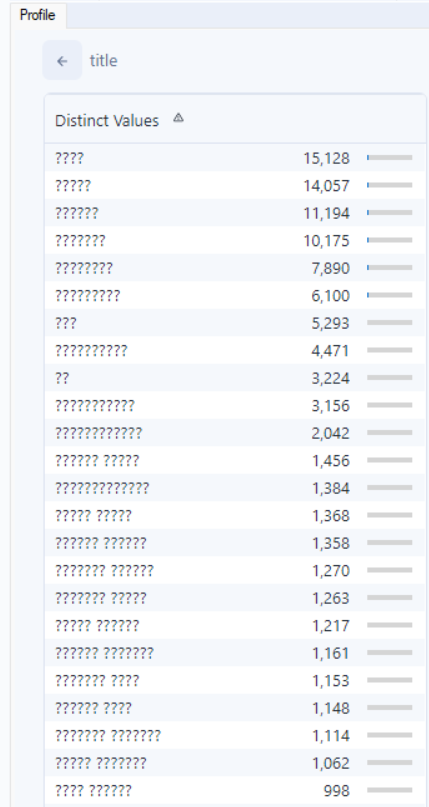 Profile
← title
Distinct Values ⚠
???? 15,128
????? 14,057
?????? 11,194
??????? 10,175
???????? 7,890
????????? 6,100
??? 5,293
?????????? 4,471
?? 3,224
??????????? 3,156
???????????? 2,042
?????? ????? 1,456
????????????? 1,384
????? ????? 1,368
?????? ?????? 1,358
??????? ?????? 1,270
??????? ????? 1,263
????? ?????? 1,217
?????? ??????? 1,161
??????? ???? 1,153
?????? ???? 1,148
??????? ??????? 1,114
????? ??????? 1,062
???? ?????? 998